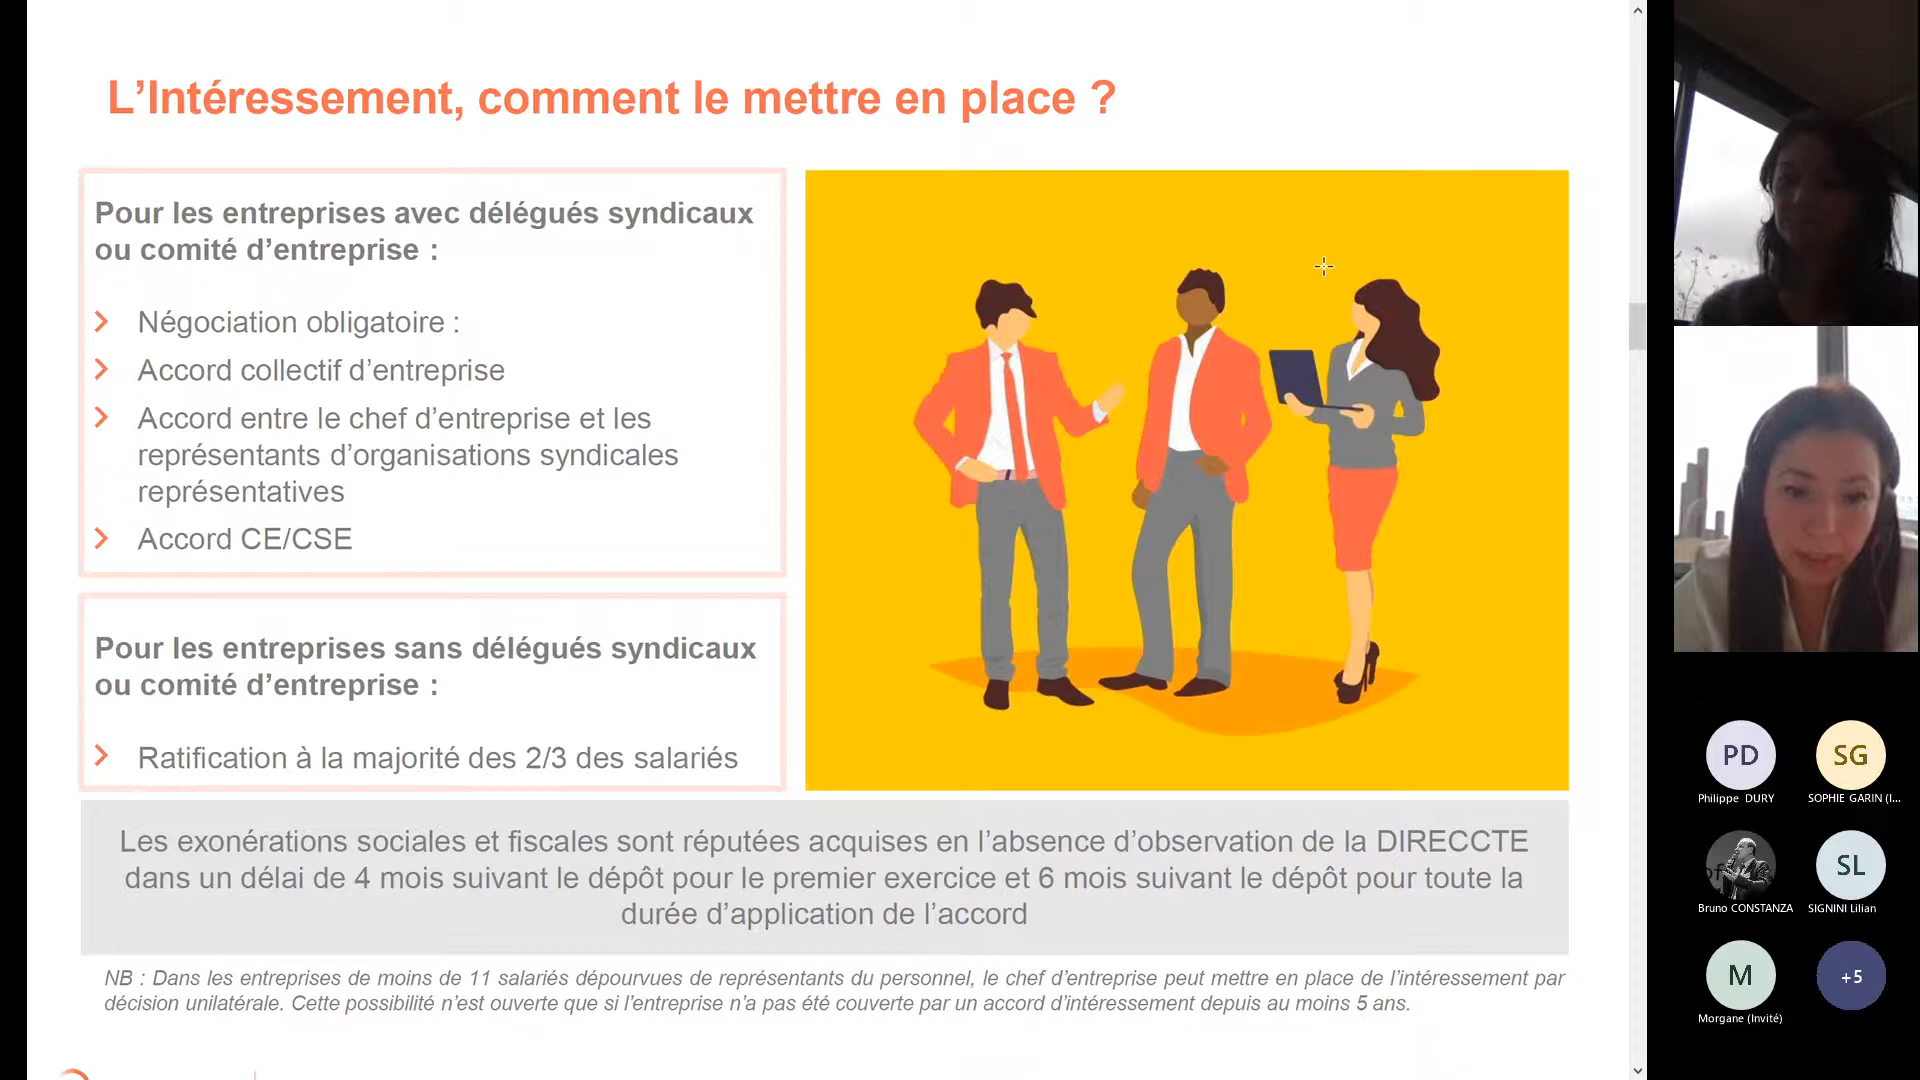 L’Intéressement, comment le mettre en place ?
Pour les entreprises avec délégués syndicaux
ou comité d’entreprise :
Négociation obligatoire :
Accord collectif d’entreprise
Accord entre le chef d’entreprise et les
représentants d’organisations syndicales
représentatives
Accord CE/CSE
Pour les entreprises sans délégués syndicaux
ou comité d’entreprise :
Ratification à la majorité des 2/3 des salariés
Les exonérations sociales et fiscales sont réputées acquises en l’absence d’observation de la DIRECCTE
dans un délai de 4 mois suivant le dépôt pour le premier exercice et 6 mois suivant le dépôt pour toute la
durée d’application de l’accord
NB : Dans les entreprises de moins de 11 salariés dépourvues de représentants du personnel, le chef d’entreprise peut mettre en place de l’intéressement par
décision unilatérale. Cette possibilité n’est ouverte que si l’entreprise n’a pas été couverte par un accord d’intéressement depuis au moins 5 ans.
PD
SG
Philippe DURY
SOPHIE GARIN (I...
SL
Bruno CONSTANZA
SIGNINI Lilian
M
+5
Morgane (Invité)